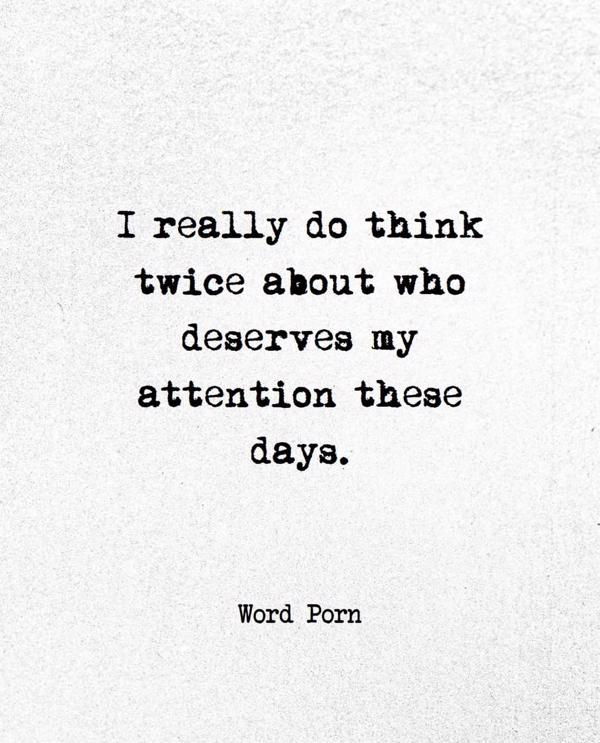 I really do think
twice about who
deserves my
attention these
days.
Word Porn